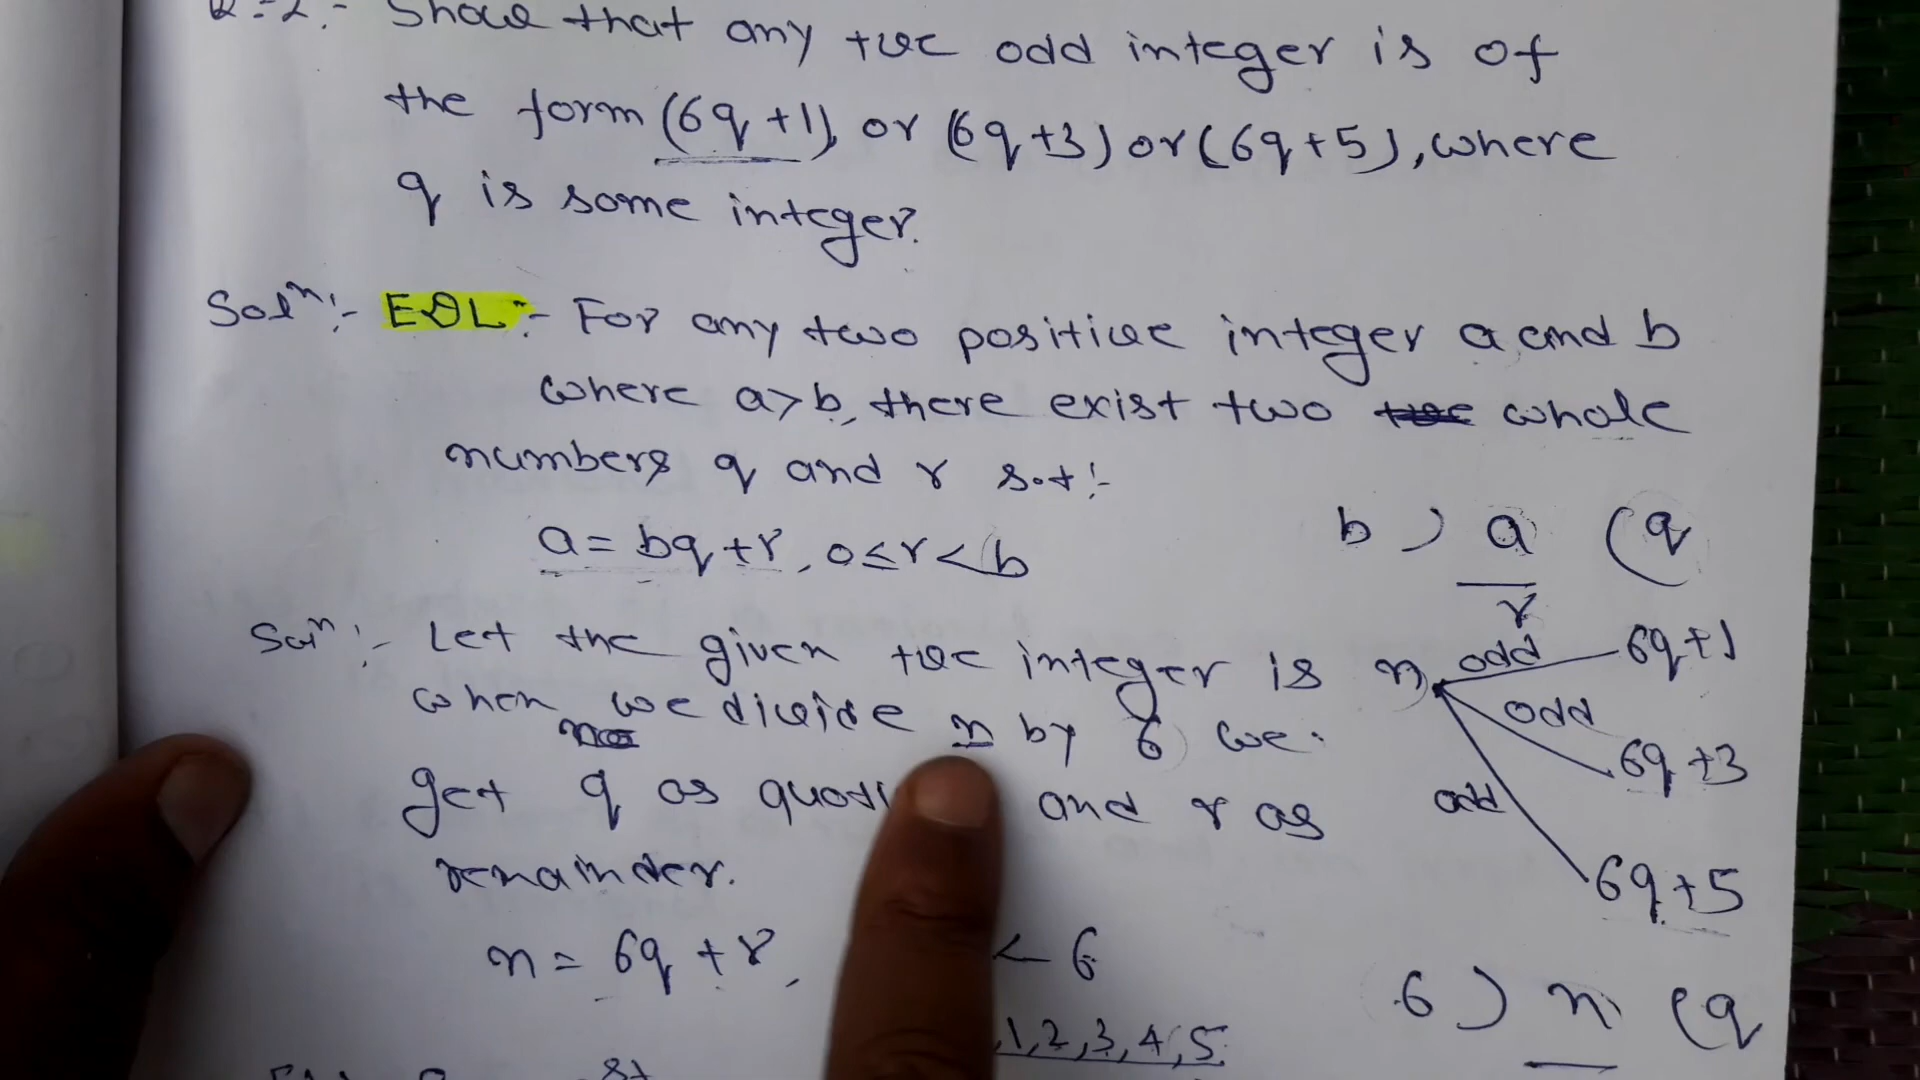 Q=2:- Show that any +ve odd integer is of
the form (6q+1), or (6q+3) or (6q+5), where
q is some integer.
Solⁿ:- EDL:- For any two positive integer a and b
where a>b, there exist two whole
numbers q and r s.t:-
a = bq+r, 0≤r<b
b ) a ( q
r
Solⁿ:- Let the given +ve integer is n
when we divide n by 6 we
get q as and r as
remainder.
n = 6q + r, < 6
1, 2, 3, 4, 5
odd 6q+1
odd 6q+3
odd 6q+5
6 ) n ( q